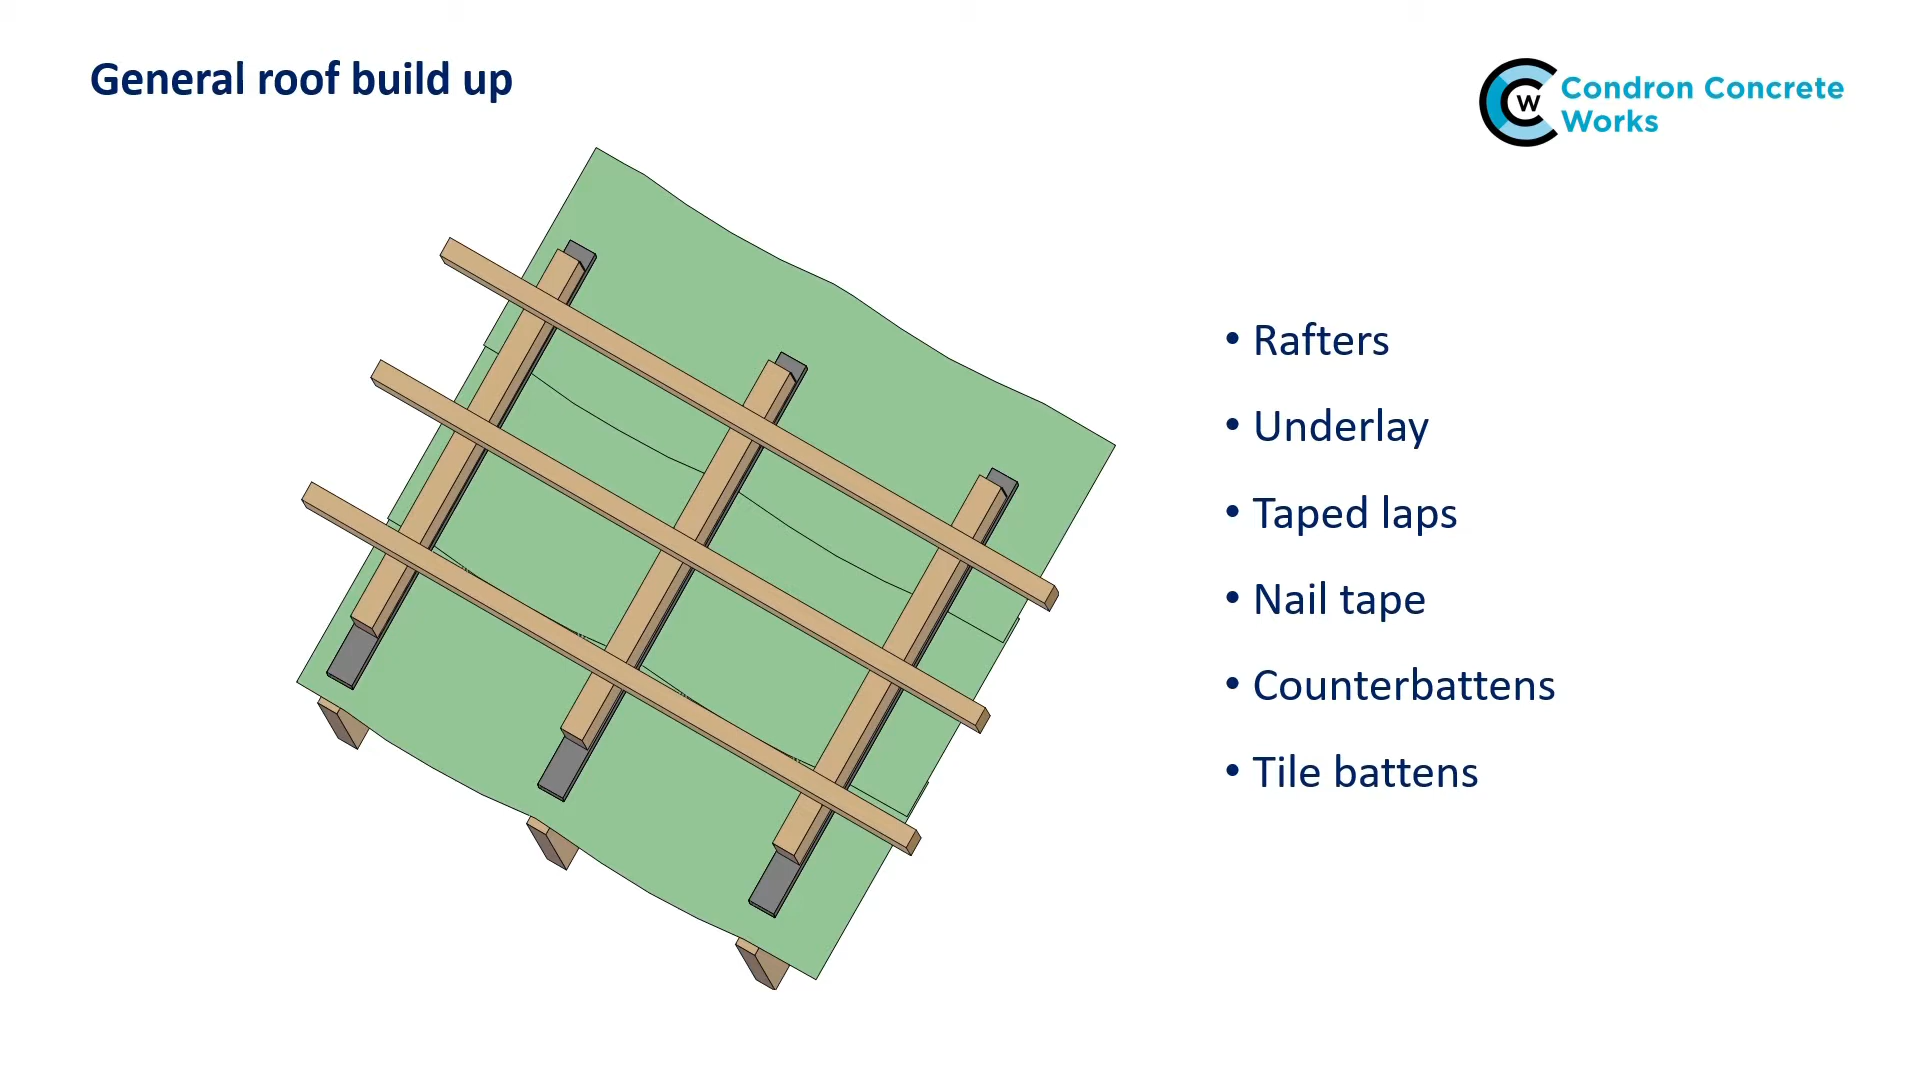 General roof build up
CW
Condron Concrete
Works
• Rafters
• Underlay
• Taped laps
• Nail tape
• Counterbattens
• Tile battens